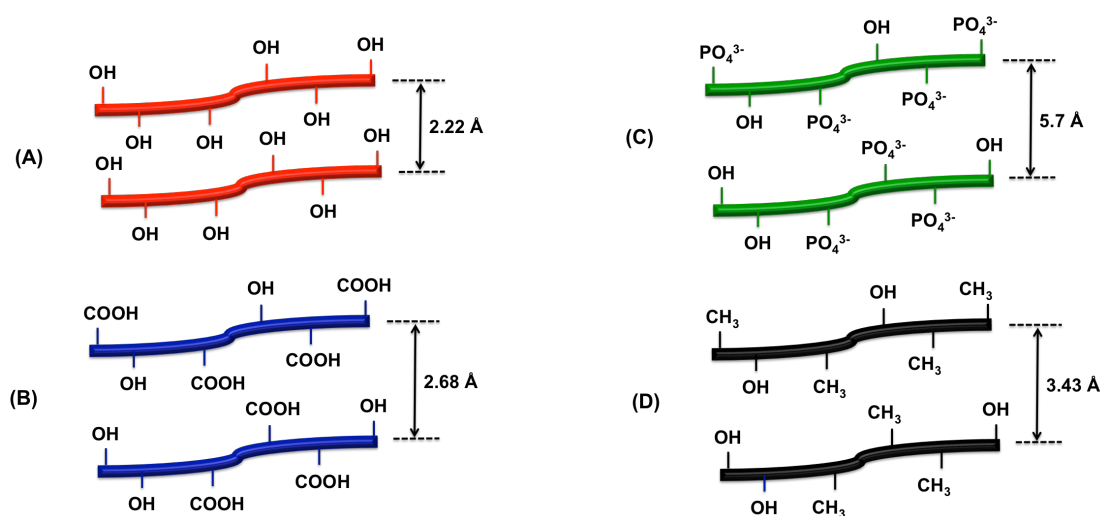 (A)
OH
OH
OH
OH
OH
OH
OH
OH
OH
OH
OH
OH
OH
2.22 Å
(B)
COOH
OH
COOH
OH
COOH
COOH
OH
COOH
OH
OH
COOH
COOH
2.68 Å
(C)
PO₄³⁻
OH
PO₄³⁻
OH
PO₄³⁻
PO₄³⁻
OH
PO₄³⁻
OH
OH
PO₄³⁻
PO₄³⁻
5.7 Å
(D)
CH₃
OH
CH₃
OH
CH₃
CH₃
OH
CH₃
OH
OH
CH₃
CH₃
3.43 Å